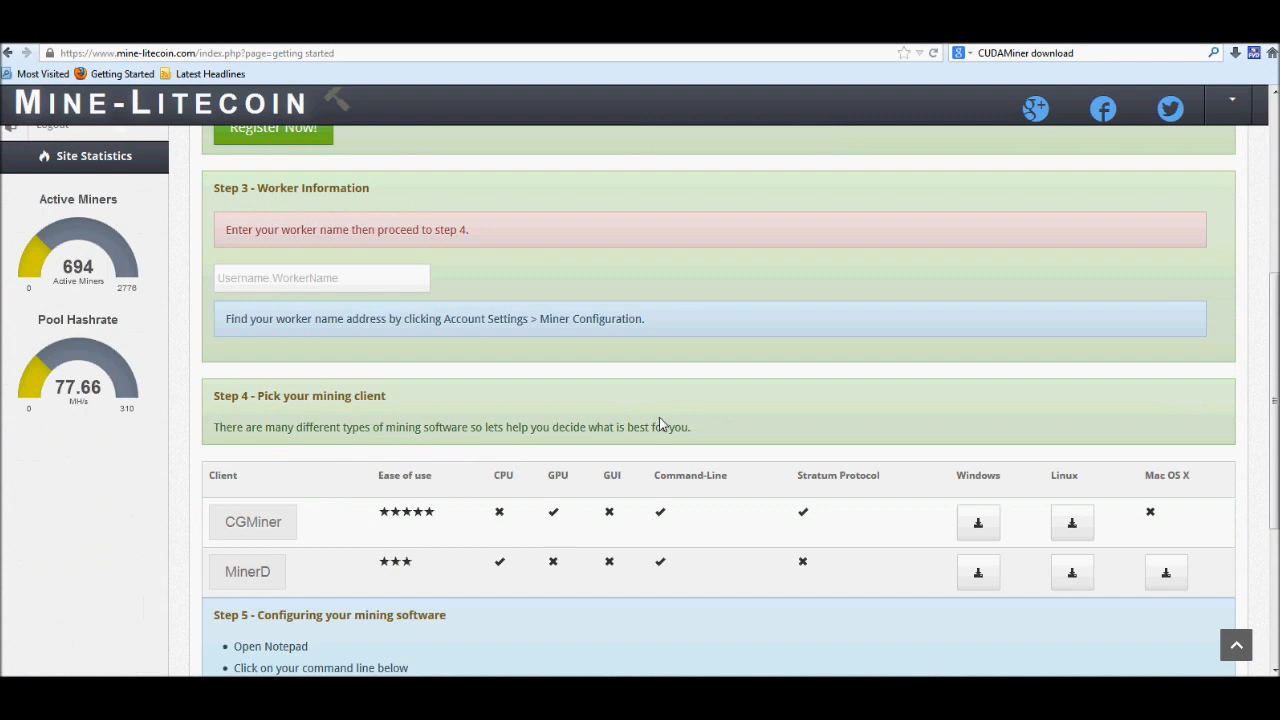 https://www.mine-litecoin.com/index.php?page=getting started
CUDAMiner download
Most Visited Getting Started Latest Headlines
MINE-LITECOIN
Logout
Register Now!
Site Statistics
Active Miners
694
Active Miners
0 2778
Pool Hashrate
77.66
MH/s
0 310
Step 3 - Worker Information
Enter your worker name then proceed to step 4.
Username.WorkerName
Find your worker name address by clicking Account Settings > Miner Configuration.
Step 4 - Pick your mining client
There are many different types of mining software so lets help you decide what is best for you.
Client Ease of use CPU GPU GUI Command-Line Stratum Protocol Windows Linux Mac OS X
CGMiner ★★★★★ ✖ ✔ ✖ ✔ ✔ ✖
MinerD ★★★ ✔ ✖ ✖ ✔ ✖
Step 5 - Configuring your mining software
• Open Notepad
• Click on your command line below